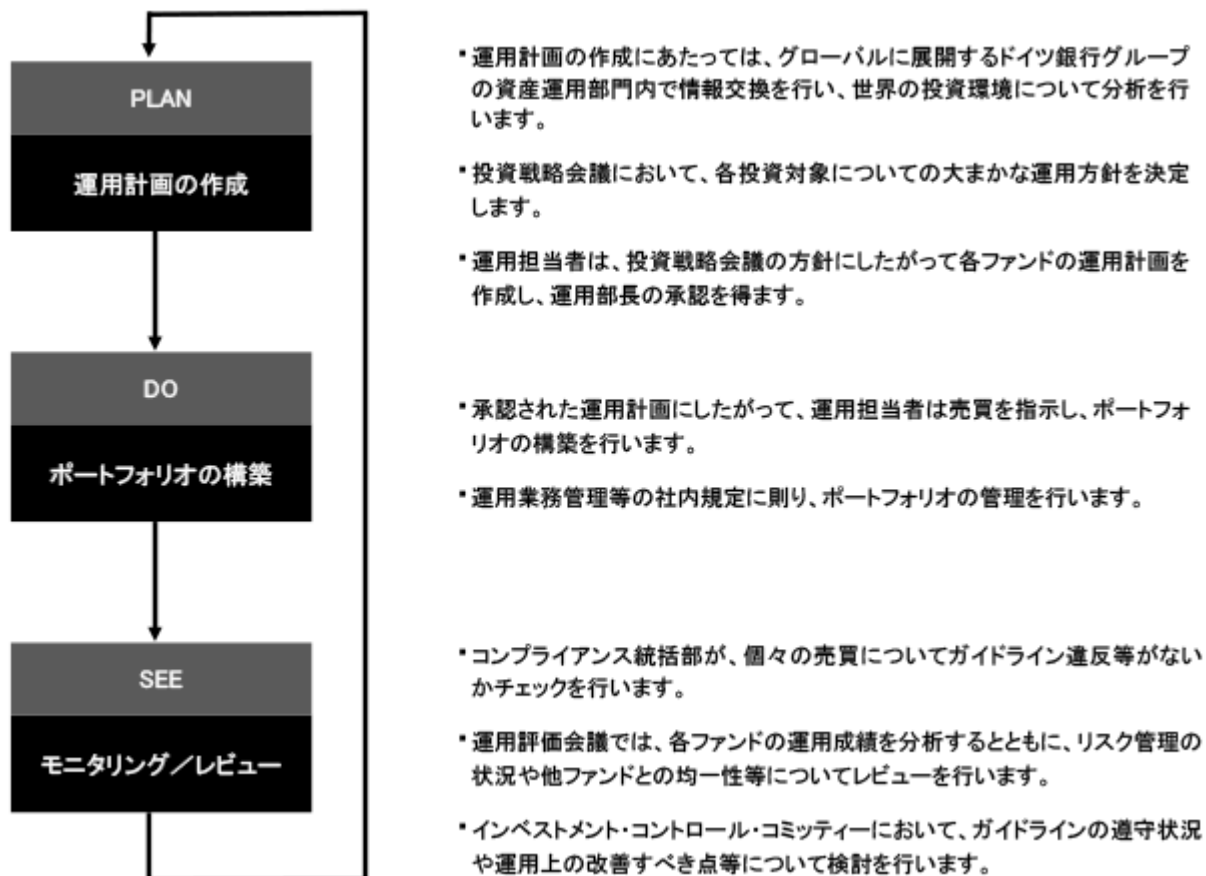 PLAN
運用計画の作成
▪運用計画の作成にあたっては、グローバルに展開するドイツ銀行グループ
の資産運用部門内で情報交換を行い、世界の投資環境について分析を行
います。
▪投資戦略会議において、各投資対象についての大まかな運用方針を決定
します。
▪運用担当者は、投資戦略会議の方針にしたがって各ファンドの運用計画を
作成し、運用部長の承認を得ます。
DO
ポートフォリオの構築
▪承認された運用計画にしたがって、運用担当者は売買を指示し、ポートフォ
リオの構築を行います。
▪運用業務管理等の社内規定に則り、ポートフォリオの管理を行います。
SEE
モニタリング/レビュー
▪コンプライアンス統括部が、個々の売買についてガイドライン違反等がない
かチェックを行います。
▪運用評価会議では、各ファンドの運用成績を分析するとともに、リスク管理の
状況や他ファンドとの均一性等についてレビューを行います。
▪インベストメント・コントロール・コミッティーにおいて、ガイドラインの遵守状況
や運用上の改善すべき点等について検討を行います。